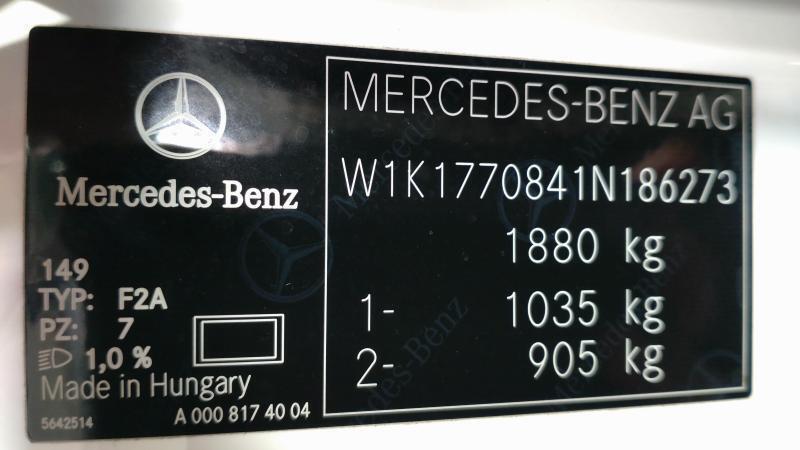 Mercedes-Benz
149
TYP: F2A
PZ: 7
1,0 %
Made in Hungary
5642514
A 000 817 40 04
MERCEDES-BENZ AG
W1K1770841N186273
1880 kg
1- 1035 kg
2- 905 kg